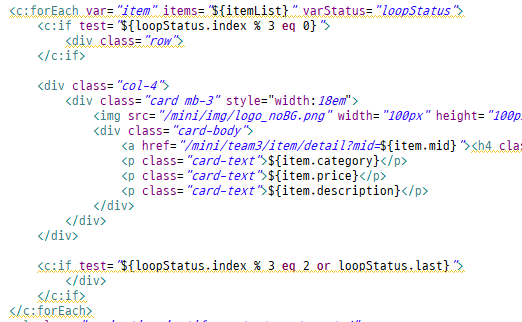 <c:forEach var="item" items="${itemList}" varStatus="loopStatus">
<c:if test="${loopStatus.index % 3 eq 0}">
<div class="row">
</c:if>
<div class="col-4">
<div class="card mb-3" style="width:18em">
<img src="/mini/img/logo_noBG.png" width="100px" height="100p
<div class="card-body">
<a href="/mini/team3/item/detail?mid=${item.mid}"><h4 clas
<p class="card-text">${item.category}</p>
<p class="card-text">${item.price}</p>
<p class="card-text">${item.description}</p>
</div>
</div>
</div>
<c:if test="${loopStatus.index % 3 eq 2 or loopStatus.last}">
</div>
</c:if>
</c:forEach>